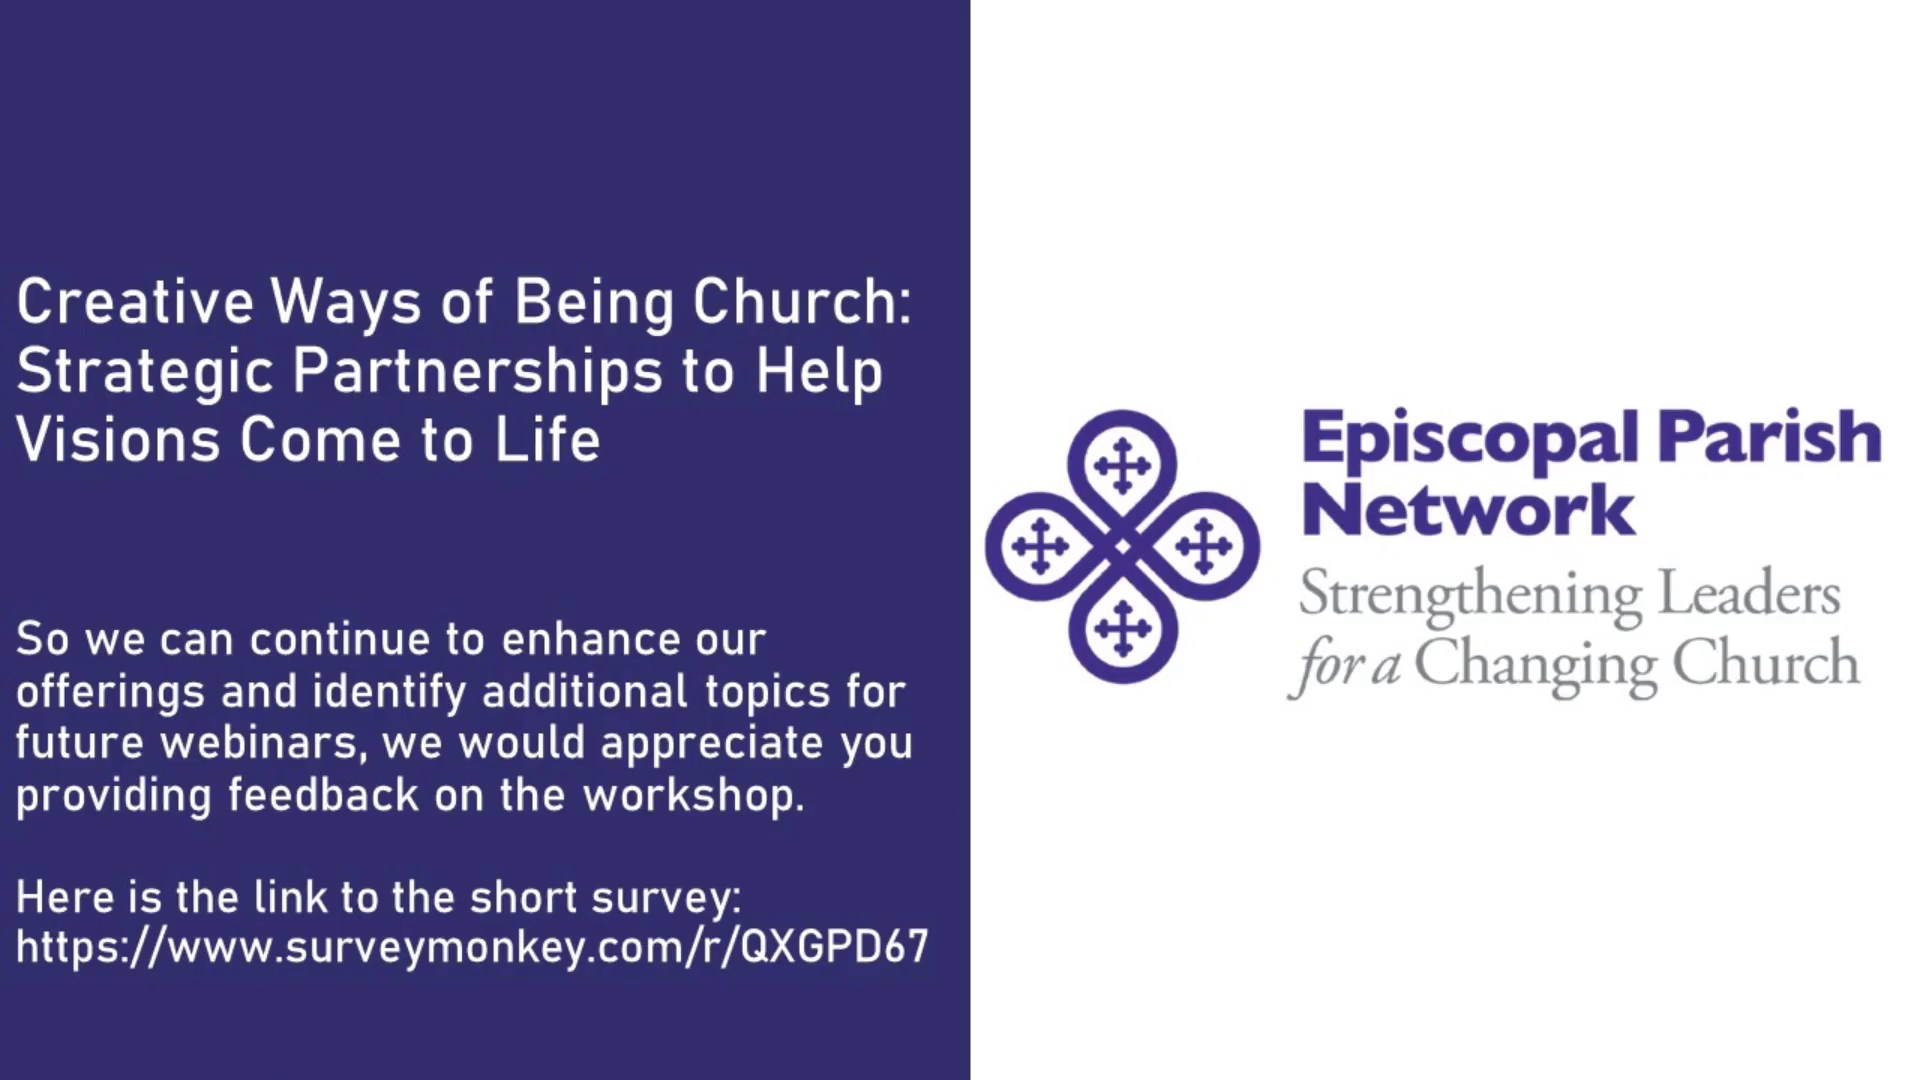 Creative Ways of Being Church:
Strategic Partnerships to Help
Visions Come to Life
So we can continue to enhance our
offerings and identify additional topics for
future webinars, we would appreciate you
providing feedback on the workshop.
Here is the link to the short survey:
https://www.surveymonkey.com/r/QXGPD67
Episcopal Parish
Network
Strengthening Leaders
for a Changing Church